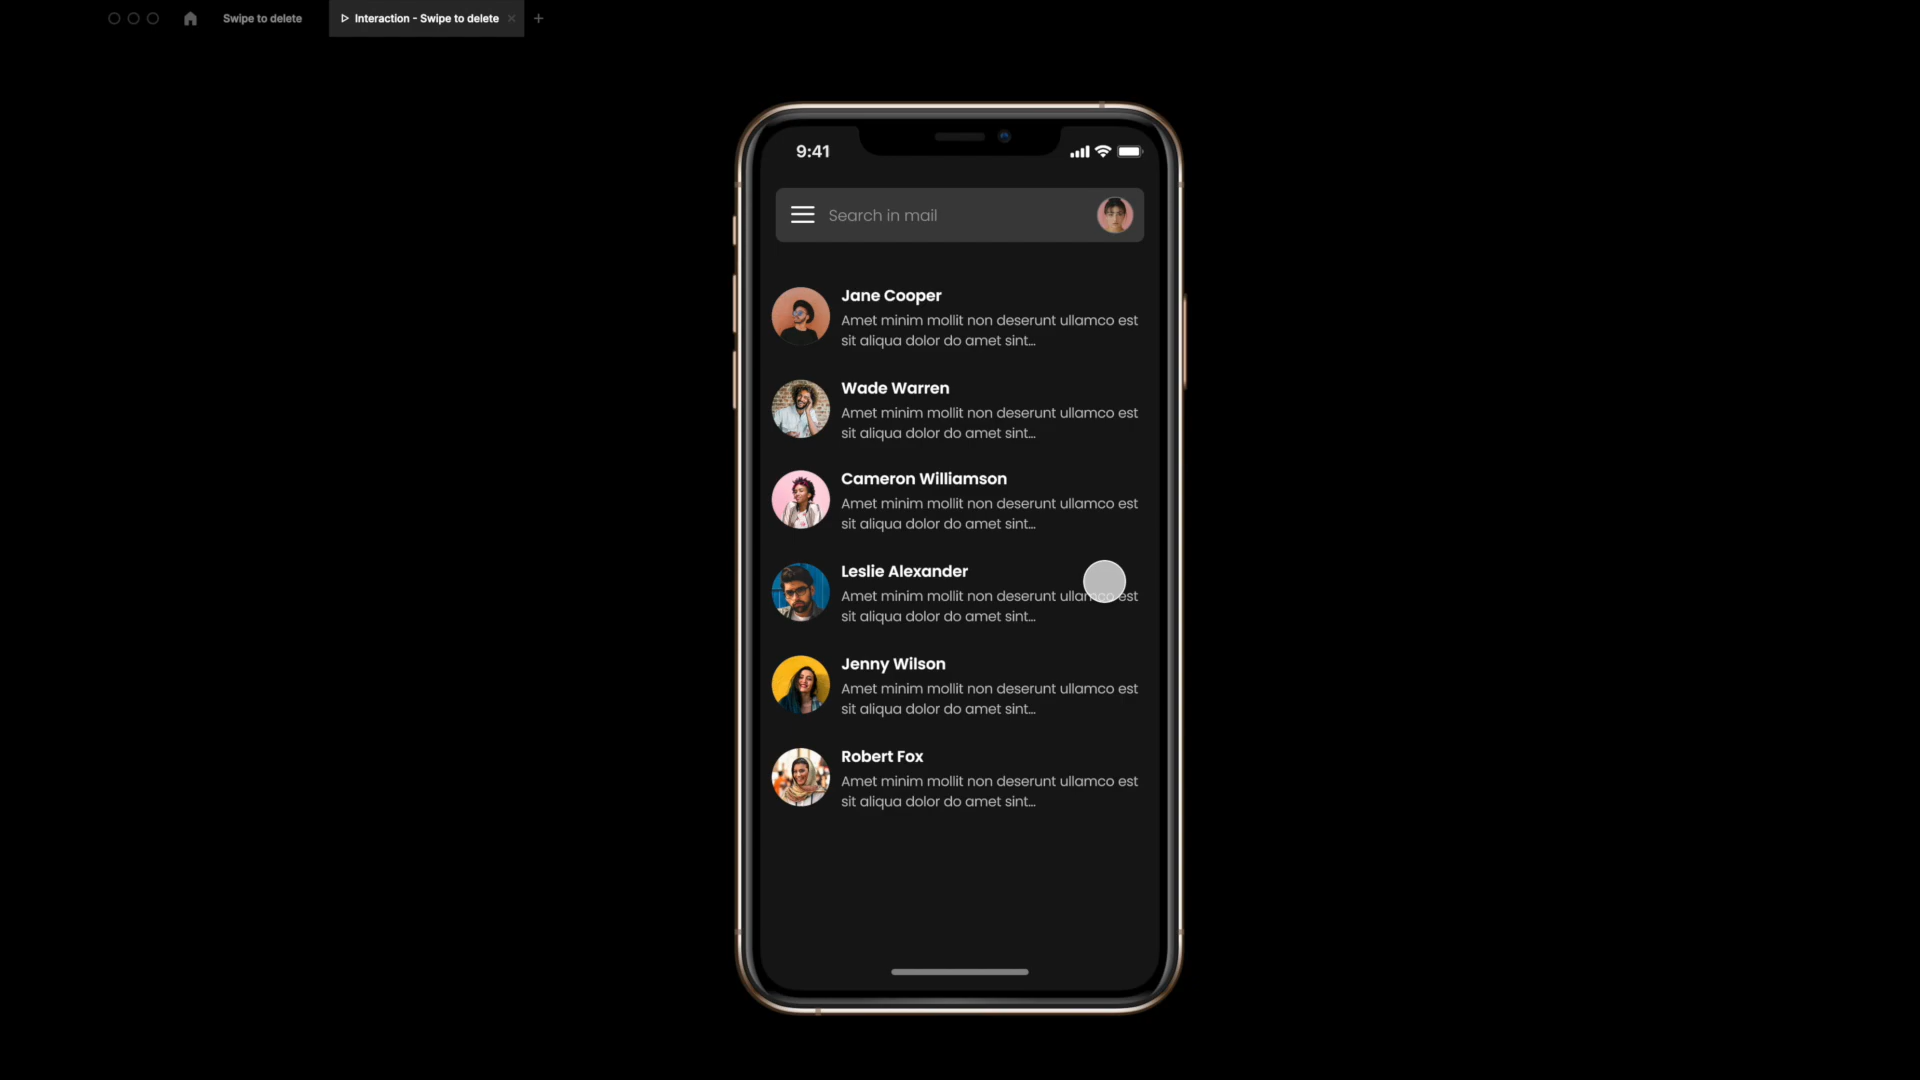 Swipe to delete
Interaction - Swipe to delete
9:41
Search in mail
Jane Cooper
Amet minim mollit non deserunt ullamco est
sit aliqua dolor do amet sint...
Wade Warren
Amet minim mollit non deserunt ullamco est
sit aliqua dolor do amet sint...
Cameron Williamson
Amet minim mollit non deserunt ullamco est
sit aliqua dolor do amet sint...
Leslie Alexander
Amet minim mollit non deserunt ullamco est
sit aliqua dolor do amet sint...
Jenny Wilson
Amet minim mollit non deserunt ullamco est
sit aliqua dolor do amet sint...
Robert Fox
Amet minim mollit non deserunt ullamco est
sit aliqua dolor do amet sint...